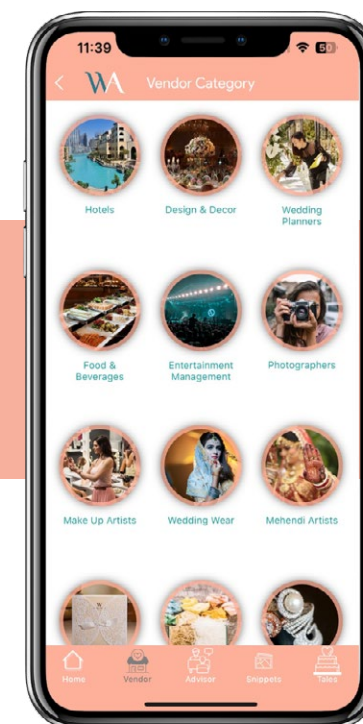 11:39
50
WA
Vendor Category
Hotels
Design & Decor
Wedding
Planners
Food &
Beverages
Entertainment
Management
Photographers
Make Up Artists
Wedding Wear
Mehendi Artists
Home
Vendor
Advisor
Snippets
Tales